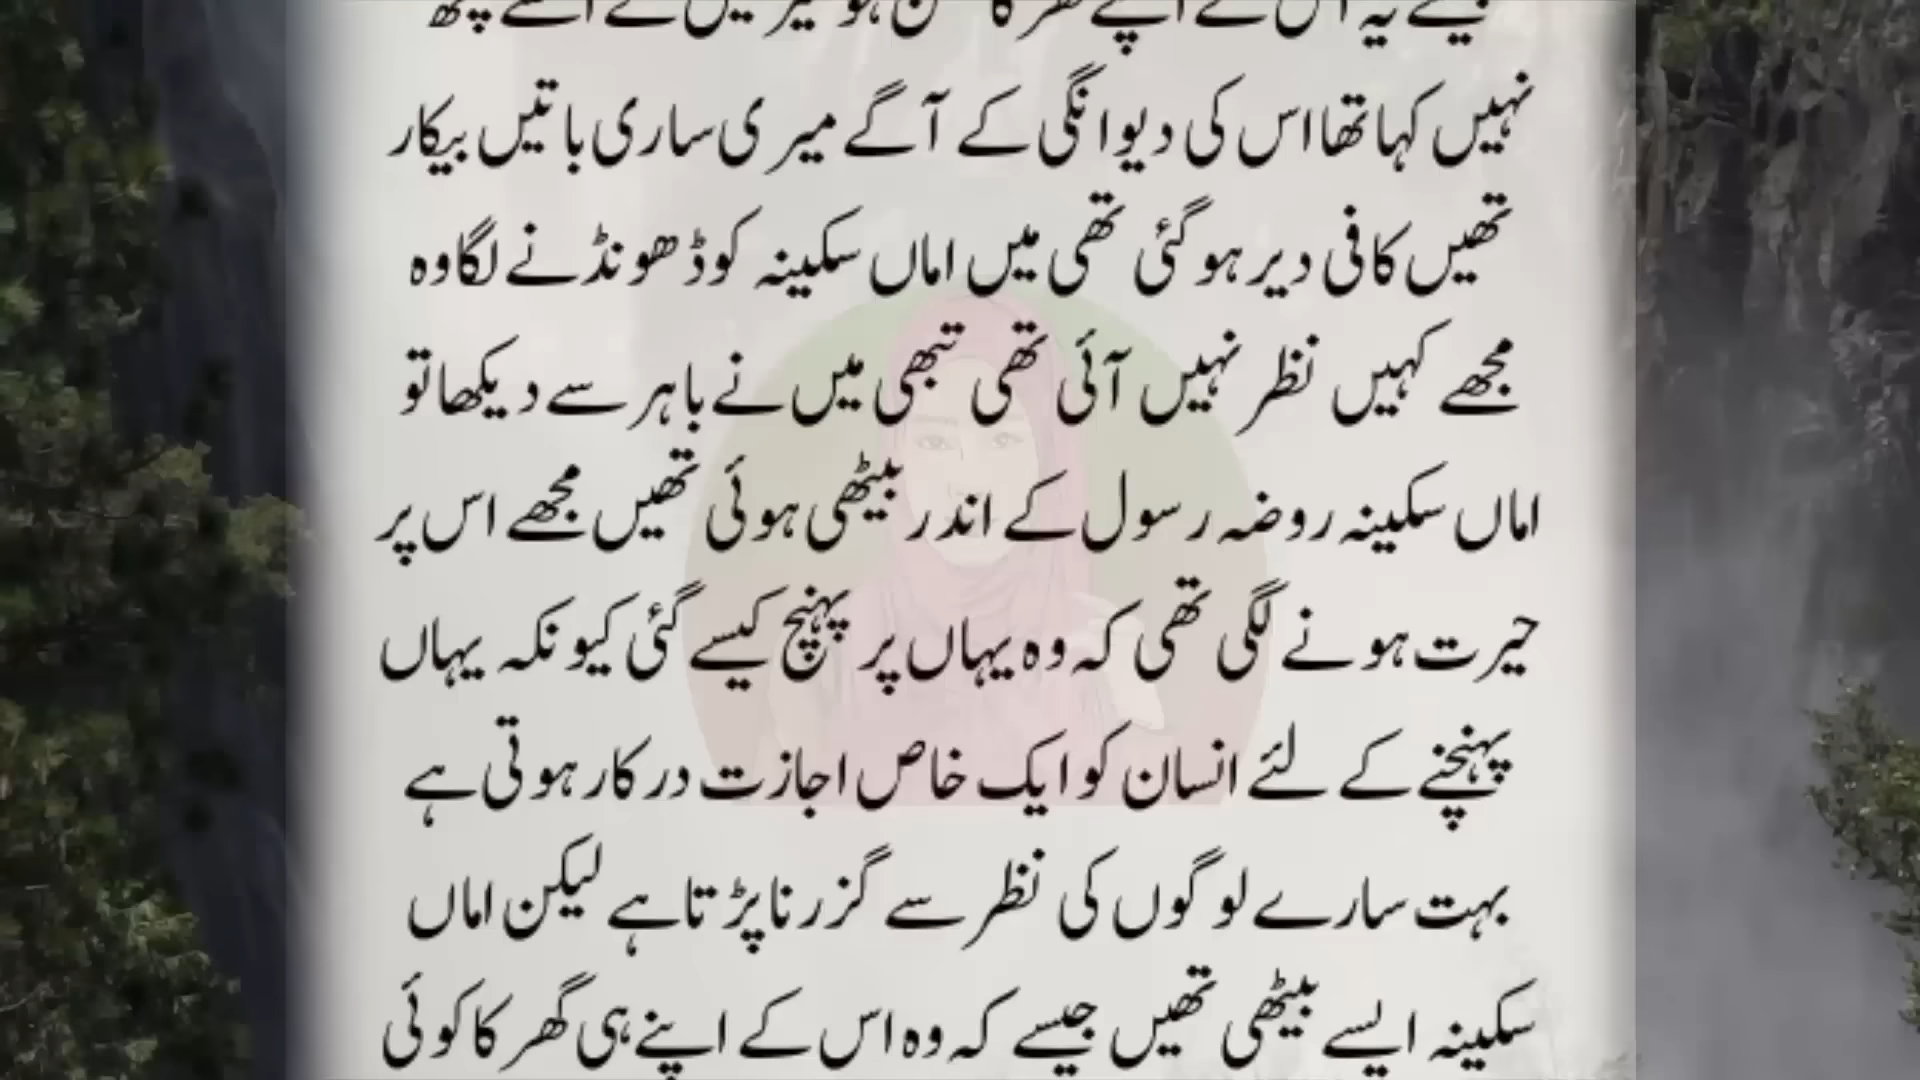 نہیں کہا تھا اس کی دیوانگی کے آگے میری ساری باتیں بیکار
تھیں کافی دیر ہو گئی تھی میں اماں سکینہ کو ڈھونڈنے لگا وہ
مجھے کہیں نظر نہیں آئی تھی تبھی میں نے باہر سے دیکھا تو
اماں سکینہ روضہ رسول کے اندر بیٹھی ہوئی تھیں مجھے اس پر
حیرت ہونے لگی تھی کہ وہ یہاں پر پہنچ کیسے گئی کیونکہ یہاں
پہنچنے کے لئے انسان کو ایک خاص اجازت درکار ہوتی ہے
بہت سارے لوگوں کی نظر سے گزرنا پڑتا ہے لیکن اماں
سکینہ ایسے بیٹھی تھیں جیسے کہ وہ اس کے اپنے ہی گھر کا کوئی